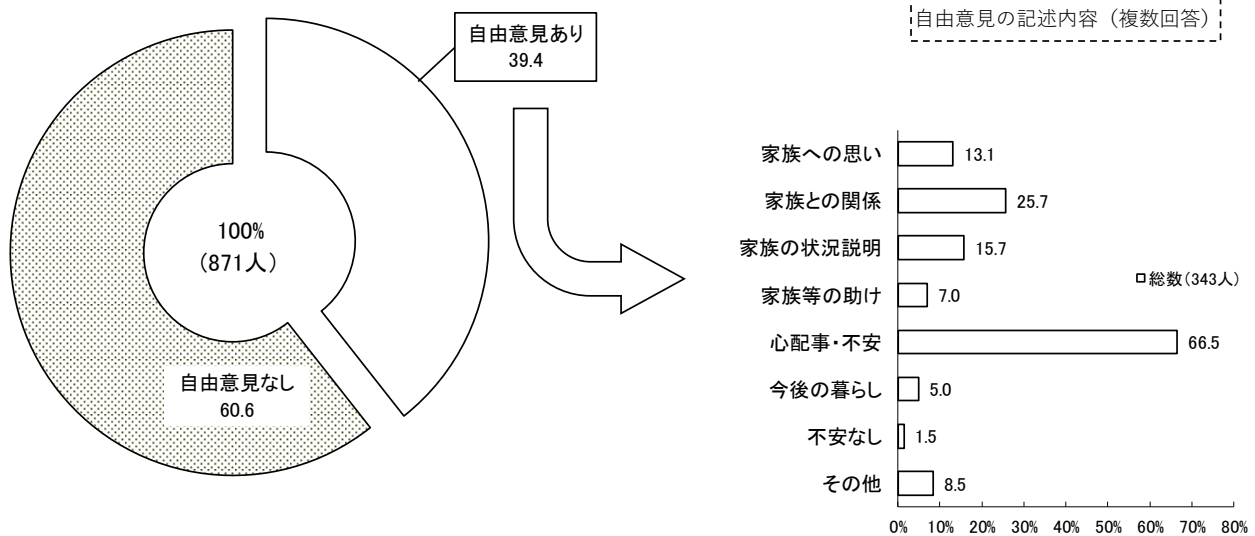 自由意見の記述内容（複数回答）
自由意見あり
39.4
100%
（871人）
自由意見なし
60.6
家族への思い 13.1
家族との関係 25.7
家族の状況説明 15.7
家族等の助け 7.0
心配事・不安 66.5
今後の暮らし 5.0
不安なし 1.5
その他 8.5
総数（343人）
0% 10% 20% 30% 40% 50% 60% 70% 80%